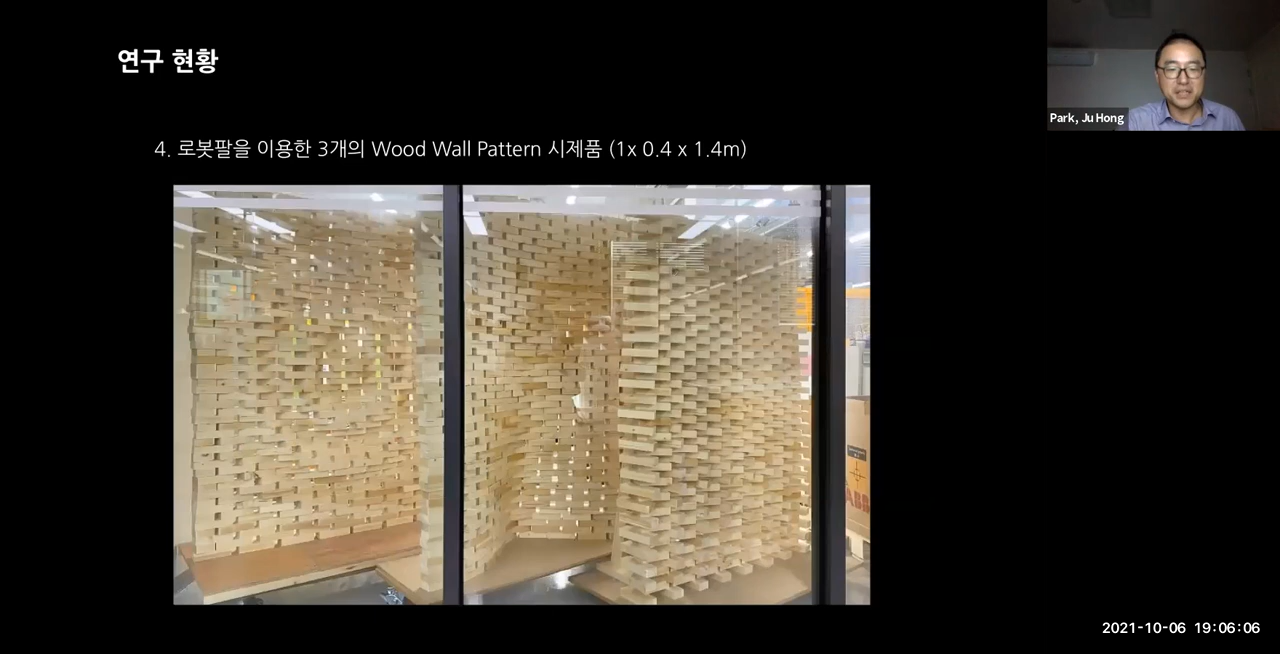 연구 현황
Park, Ju Hong
4. 로봇팔을 이용한 3개의 Wood Wall Pattern 시제품 (1x 0.4 x 1.4m)
ABB
2021-10-06 19:06:06